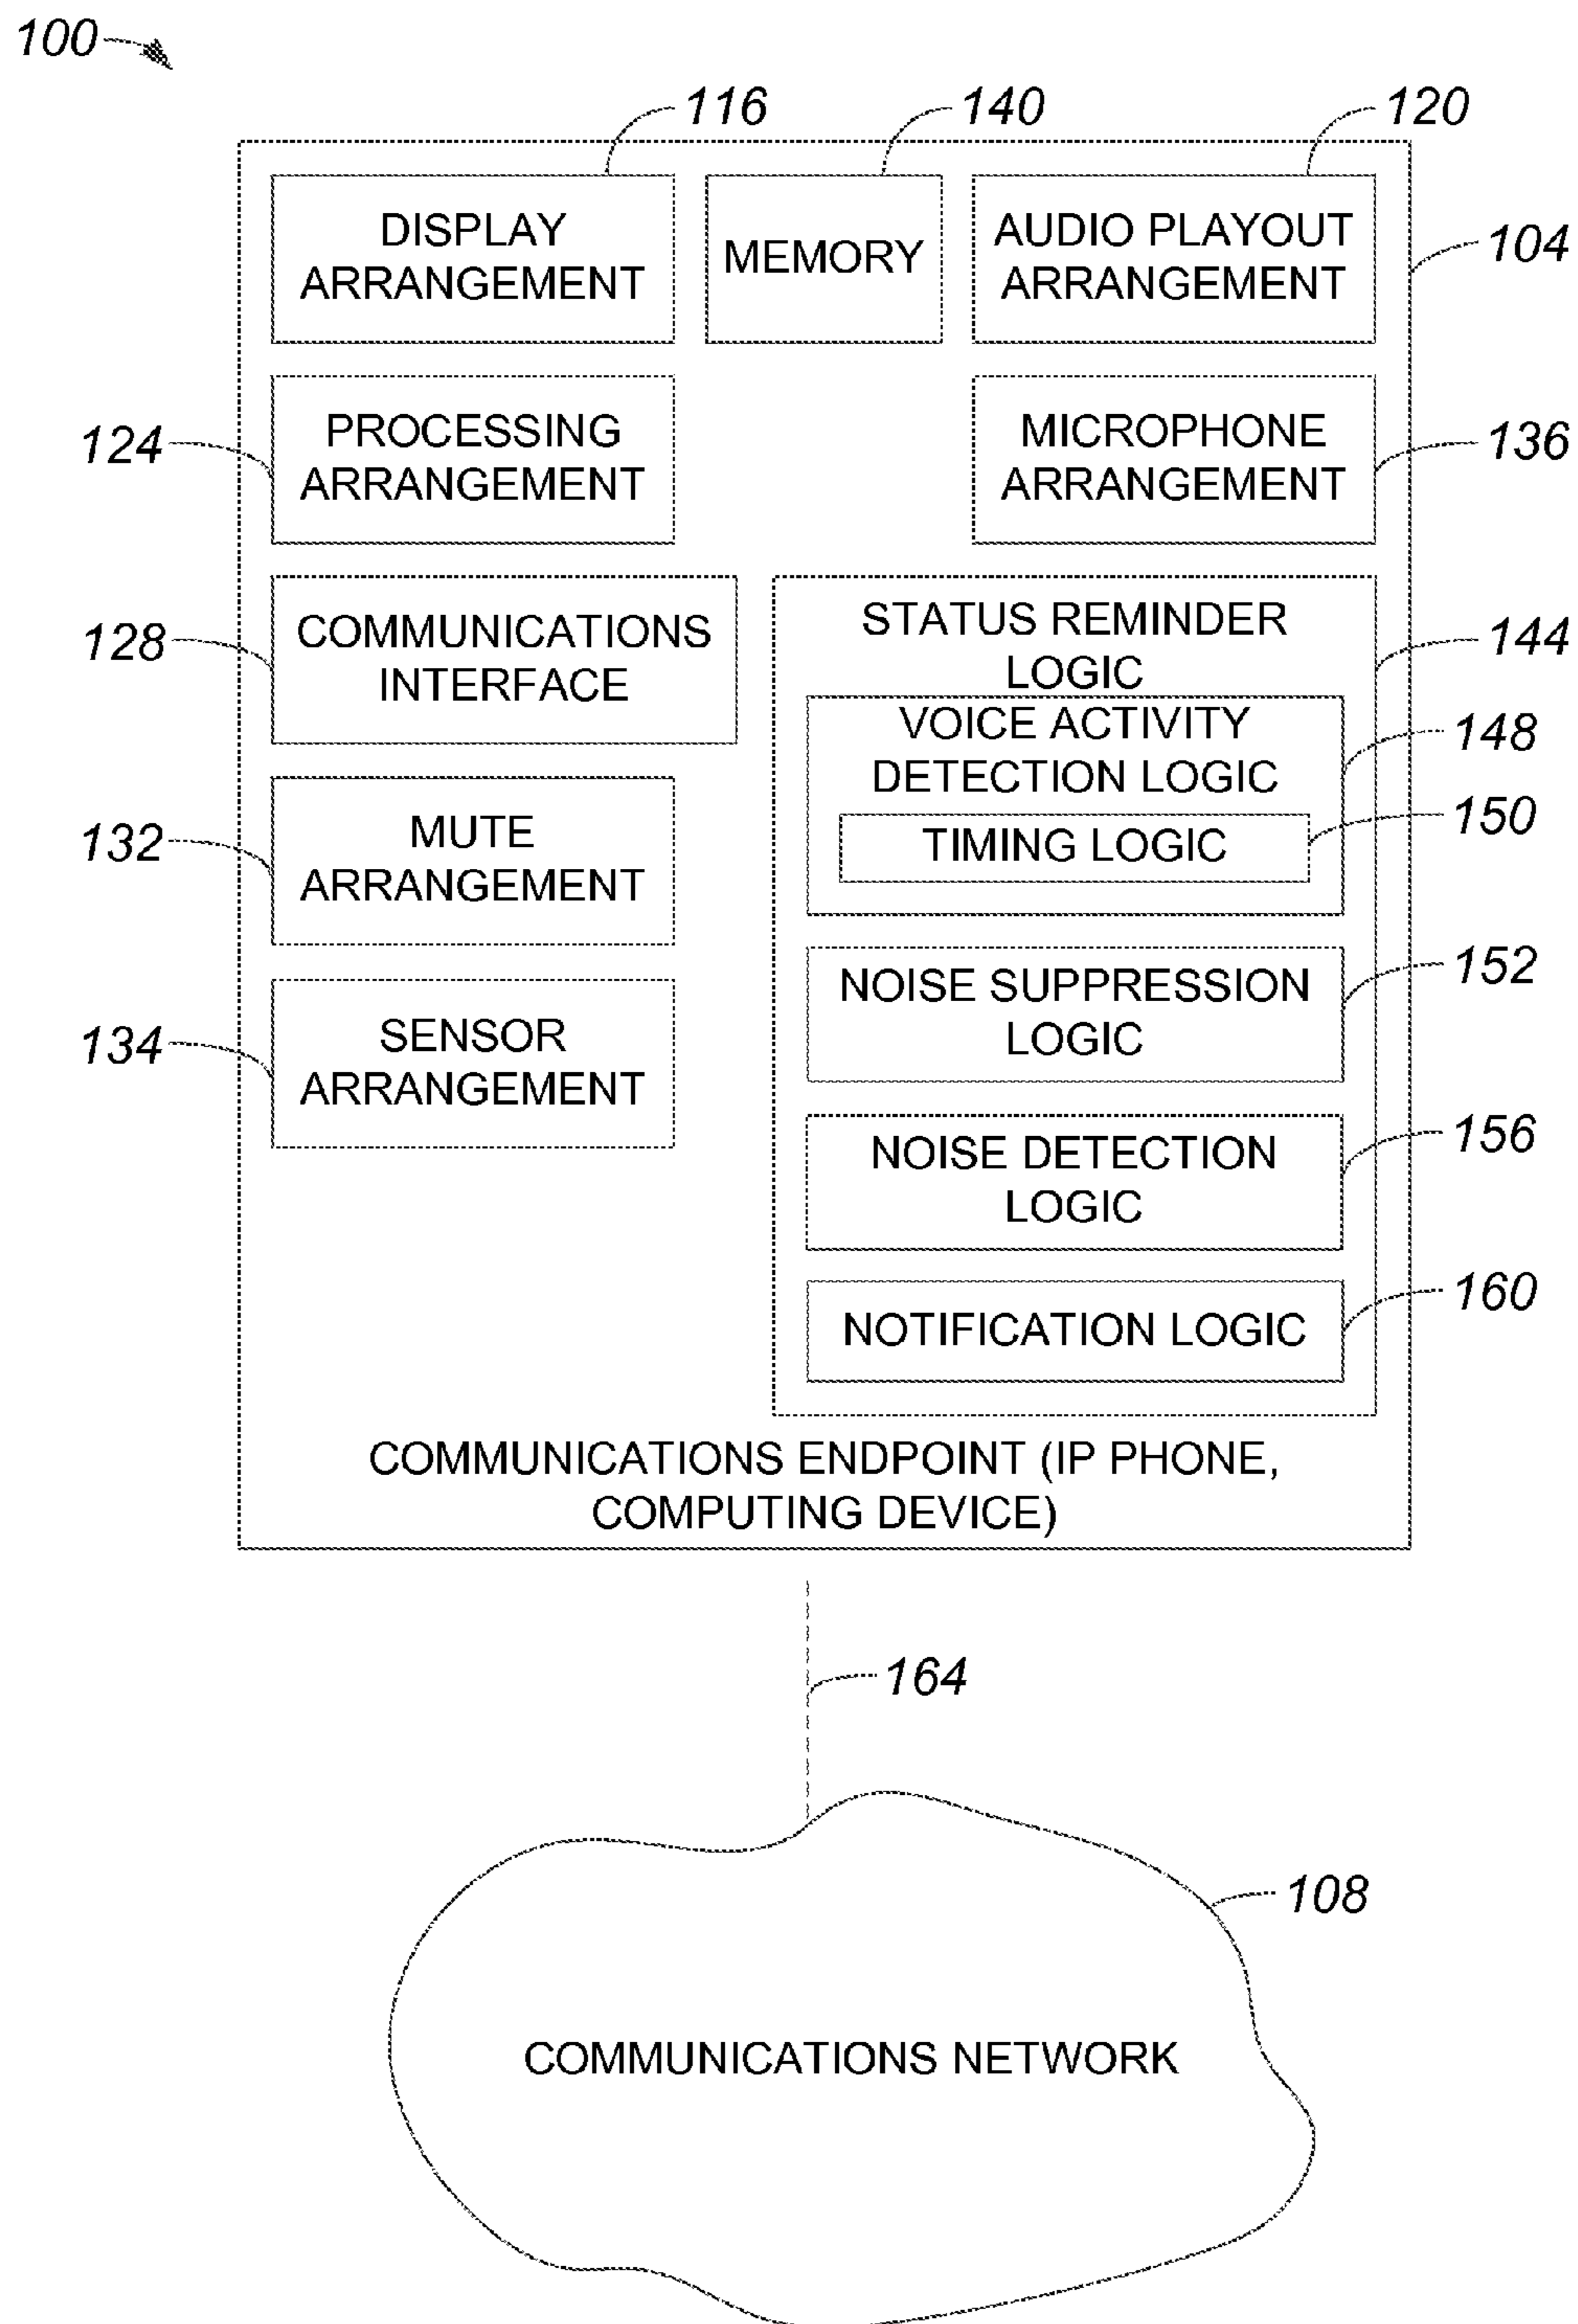 100
116
140
120
DISPLAY
ARRANGEMENT
MEMORY
AUDIO PLAYOUT
ARRANGEMENT
104
124
PROCESSING
ARRANGEMENT
MICROPHONE
ARRANGEMENT
136
128
COMMUNICATIONS
INTERFACE
STATUS REMINDER
LOGIC
144
VOICE ACTIVITY
DETECTION LOGIC
148
TIMING LOGIC
150
132
MUTE
ARRANGEMENT
NOISE SUPPRESSION
LOGIC
152
134
SENSOR
ARRANGEMENT
NOISE DETECTION
LOGIC
156
NOTIFICATION LOGIC
160
COMMUNICATIONS ENDPOINT (IP PHONE,
COMPUTING DEVICE)
164
108
COMMUNICATIONS NETWORK